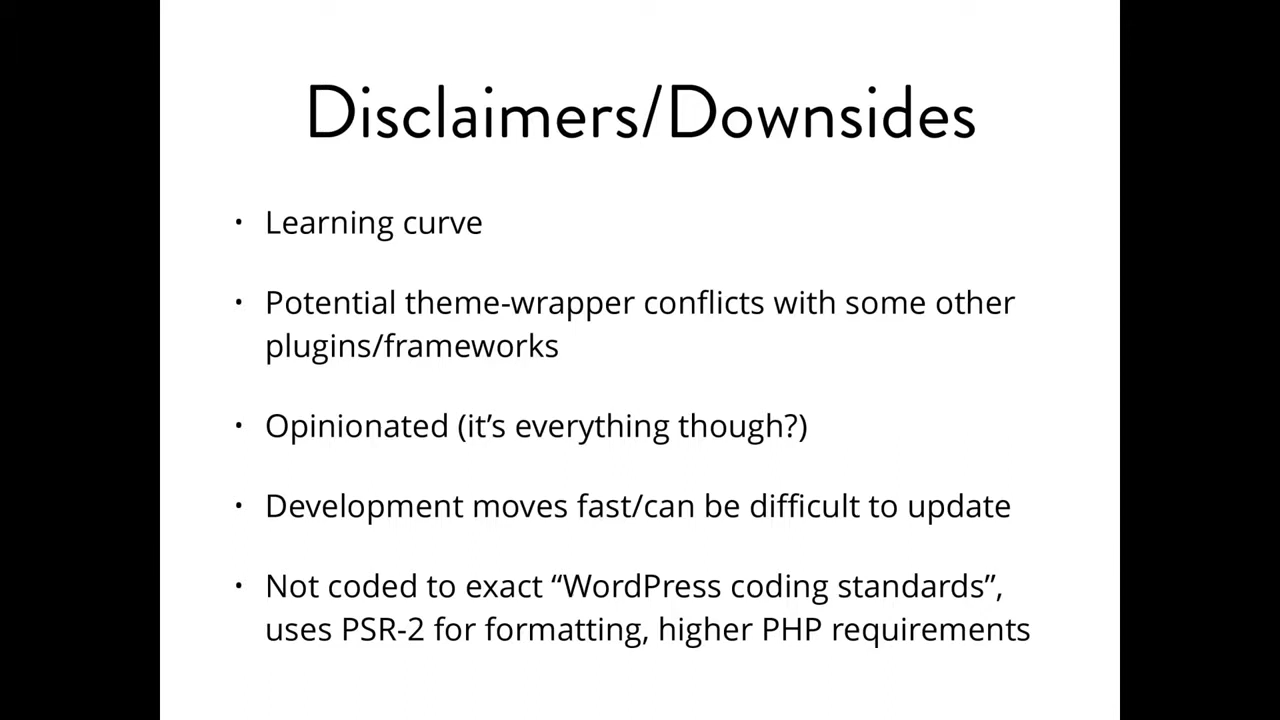 Disclaimers/Downsides
• Learning curve
• Potential theme-wrapper conflicts with some other
plugins/frameworks
• Opinionated (it’s everything though?)
• Development moves fast/can be difficult to update
• Not coded to exact “WordPress coding standards”,
uses PSR-2 for formatting, higher PHP requirements